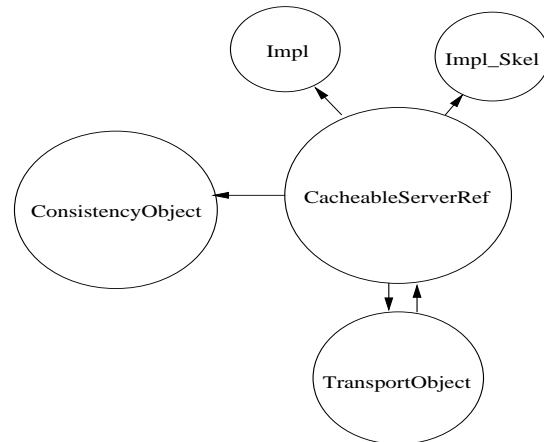 Impl
Impl_Skel
CacheableServerRef
ConsistencyObject
TransportObject